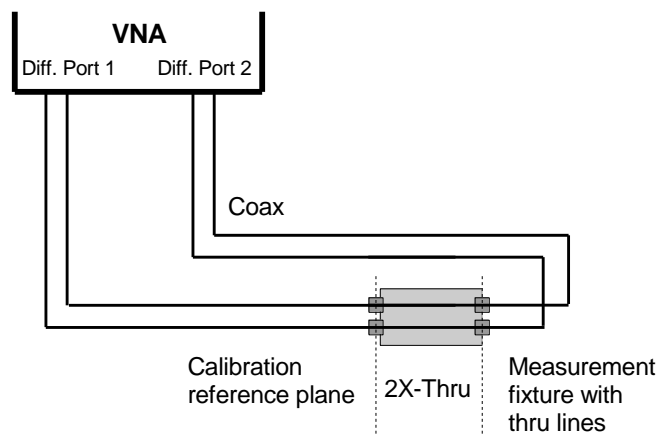 VNA
Diff. Port 1 Diff. Port 2
Coax
Calibration
reference plane
2X-Thru
Measurement
fixture with
thru lines